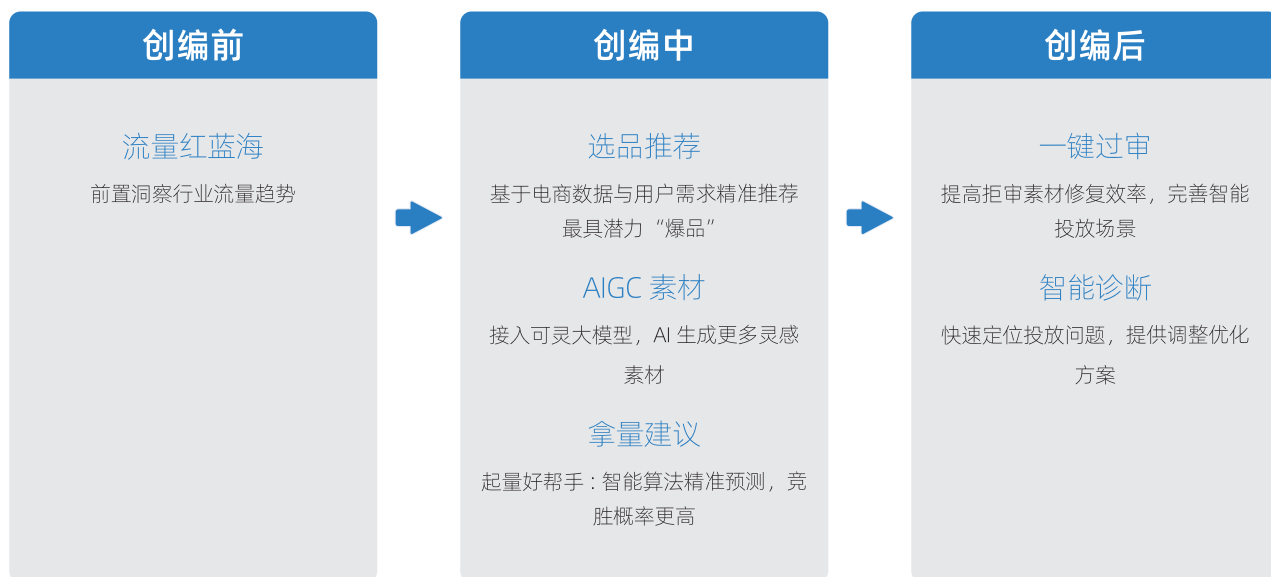 创编前
流量红蓝海
前置洞察行业流量趋势
创编中
选品推荐
基于电商数据与用户需求精准推荐
最具潜力“爆品”
AIGC 素材
接入可灵大模型，AI 生成更多灵感
素材
拿量建议
起量好帮手：智能算法精准预测，竞
胜概率更高
创编后
一键过审
提高拒审素材修复效率，完善智能
投放场景
智能诊断
快速定位投放问题，提供调整优化
方案